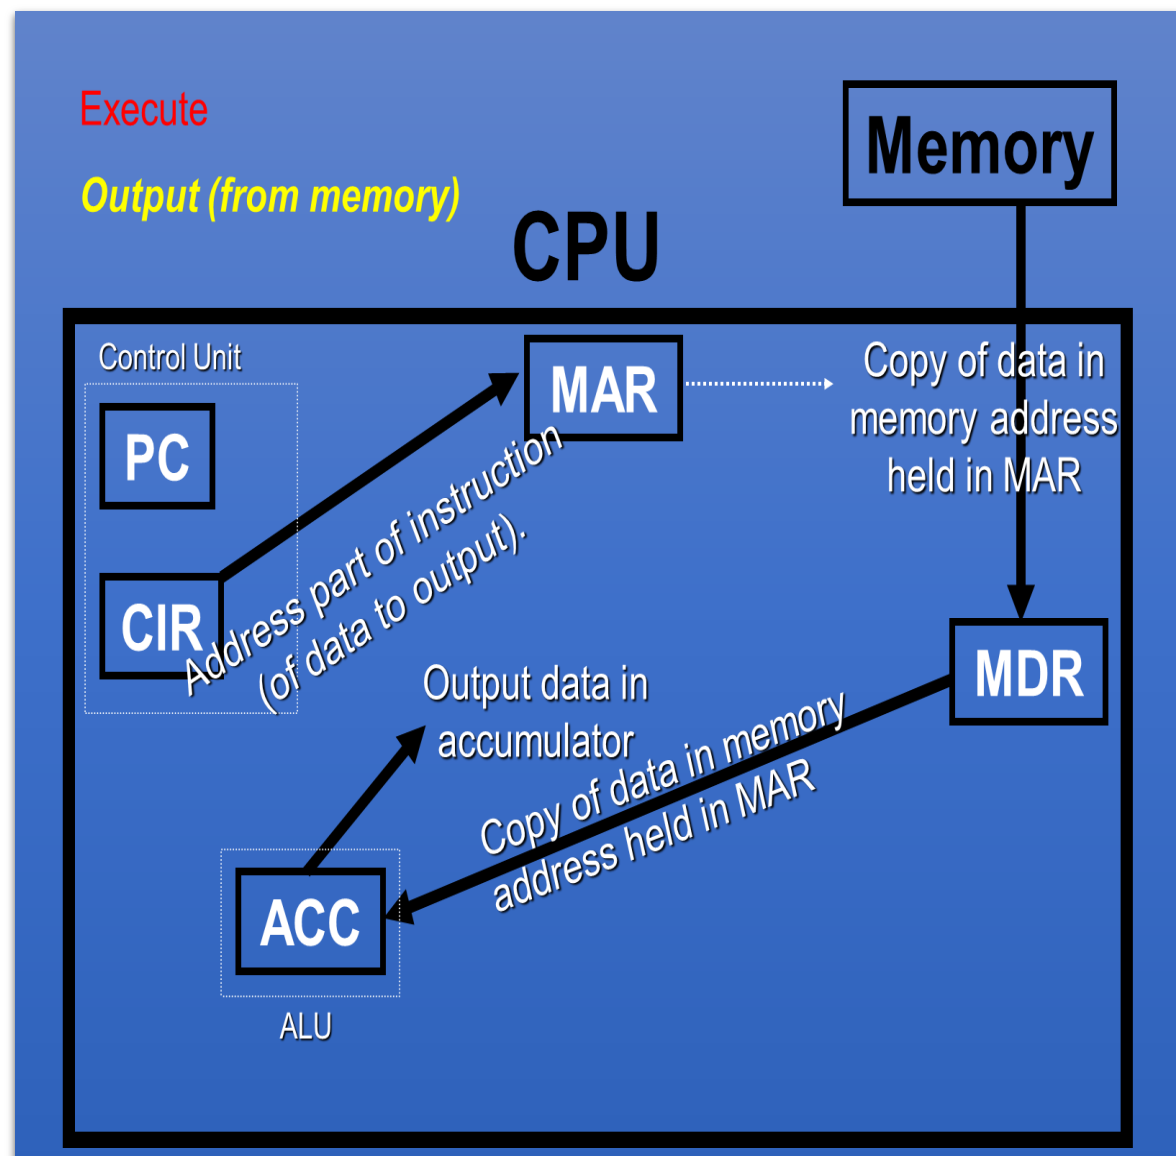 Execute
Output (from memory)
Memory
CPU
Control Unit
PC
CIR
MAR
Address part of instruction
(of data to output).
Copy of data in
memory address
held in MAR
MDR
Copy of data in memory
address held in MAR
Output data in
accumulator
ACC
ALU